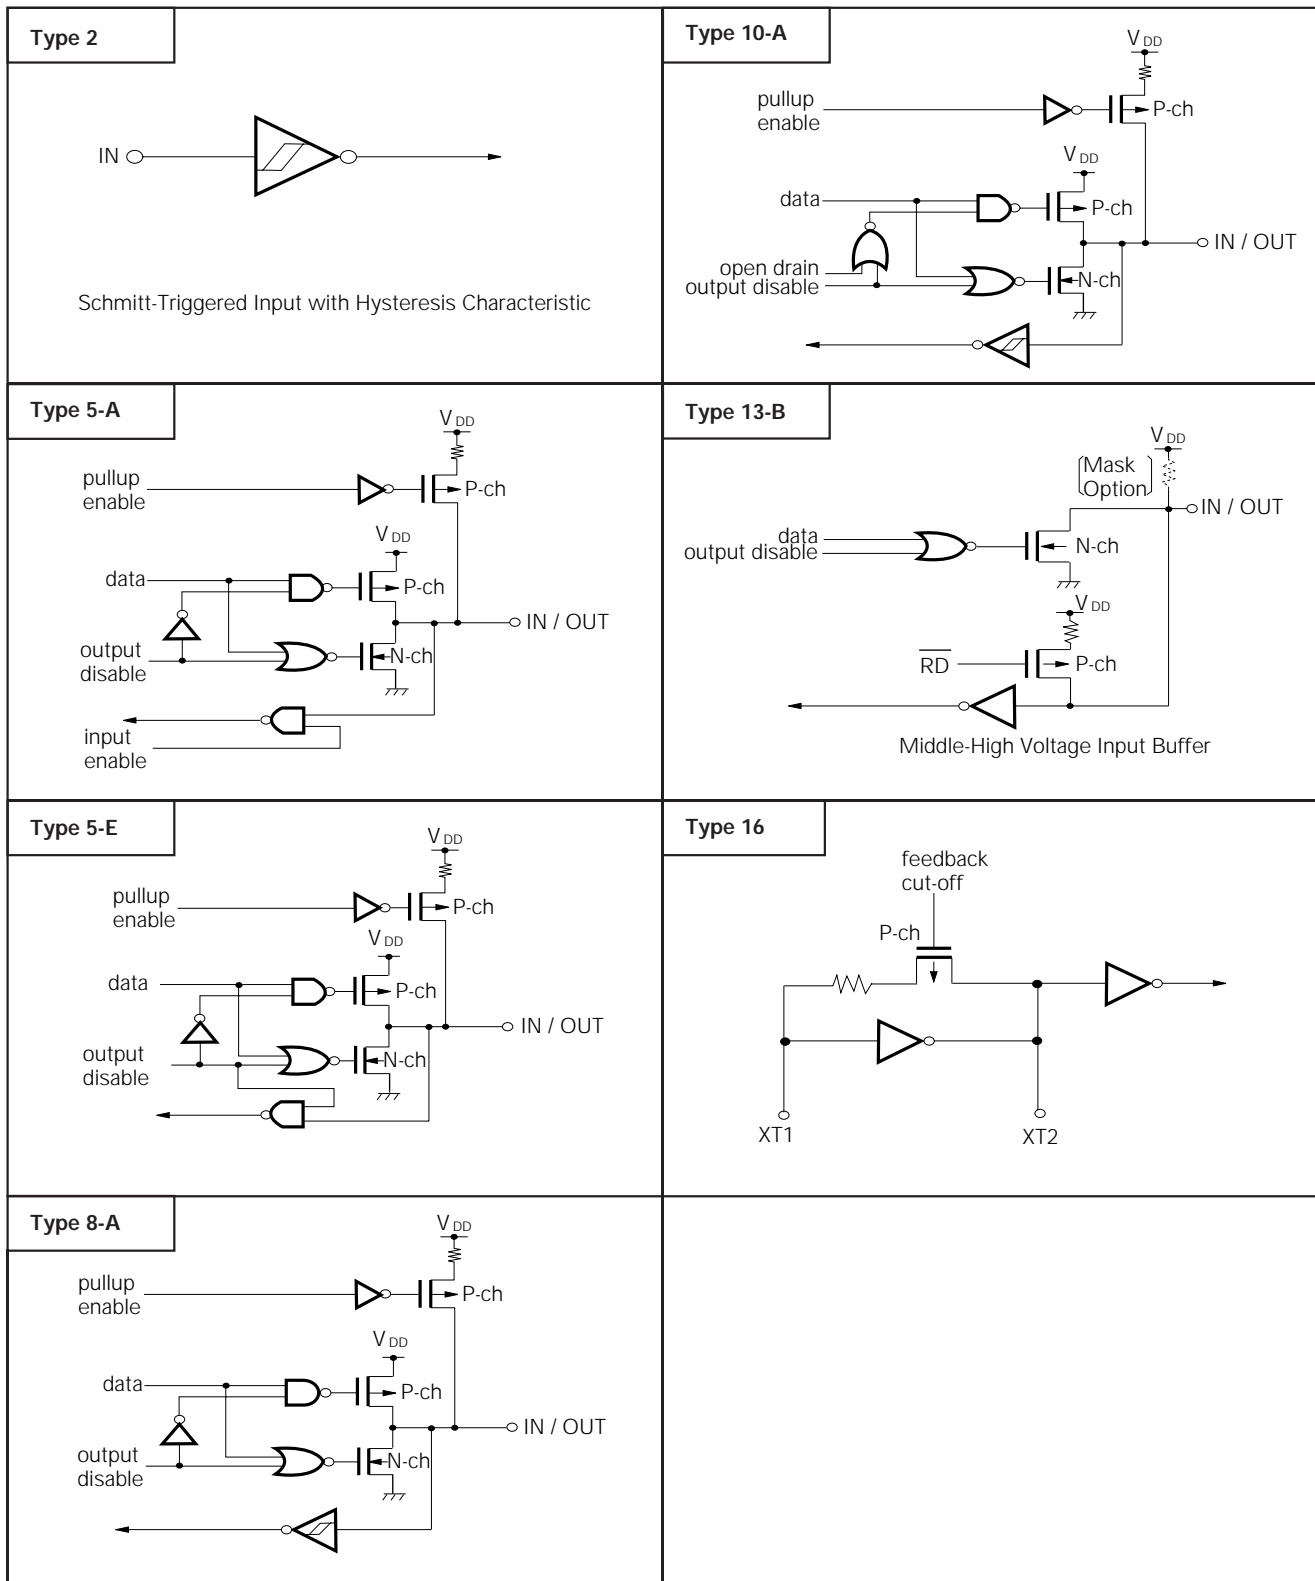 Type 2
IN
Schmitt-Triggered Input with Hysteresis Characteristic
Type 10-A
VDD
pullup
enable
P-ch
VDD
data
P-ch
IN / OUT
open drain
output disable
N-ch
Type 5-A
VDD
pullup
enable
P-ch
VDD
data
P-ch
IN / OUT
output
disable
N-ch
input
enable
Type 13-B
VDD
Mask
Option
IN / OUT
data
output disable
N-ch
VDD
RD
P-ch
Middle-High Voltage Input Buffer
Type 5-E
VDD
pullup
enable
P-ch
VDD
data
P-ch
IN / OUT
output
disable
N-ch
Type 16
feedback
cut-off
P-ch
XT1
XT2
Type 8-A
VDD
pullup
enable
P-ch
VDD
data
P-ch
IN / OUT
output
disable
N-ch